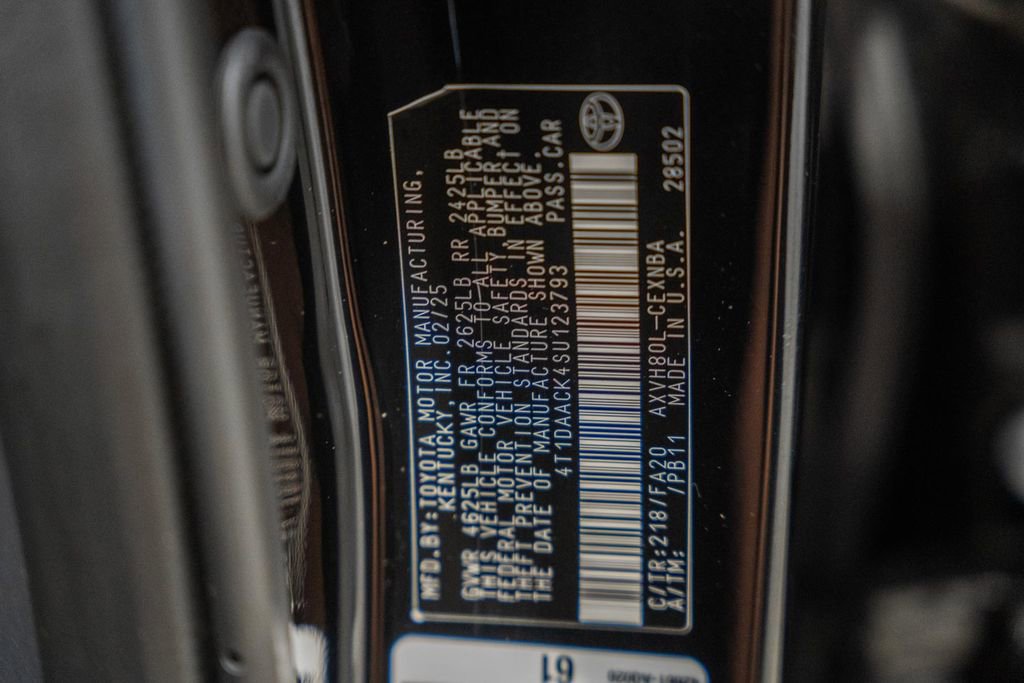 MFD.BY:TOYOTA MOTOR MANUFACTURING,
KENTUCKY, INC. 02/25
GVWR 4625LB GAWR FR 2625LB RR 2425LB
THIS VEHICLE CONFORMS TO ALL APPLICABLE
FEDERAL MOTOR VEHICLE SAFETY, BUMPER, AND
THEFT PREVENTION STANDARDS IN EFFECT ON
THE DATE OF MANUFACTURE SHOWN ABOVE.
4T1DAACK4SU123793 PASS.CAR
C/TR:218/FA20 AXVH80L-CEXNBA 28502
A/TM: /PB11 MADE IN U.S.A.
61